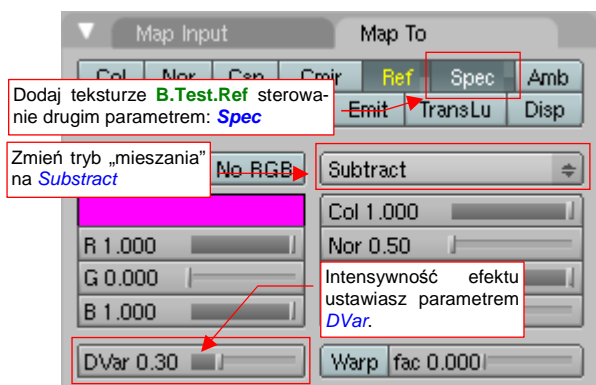 Map Input Map To
Col Nor Csp Cmir Ref Spec Amb
Dodaj teksturze B.Test.Ref sterowa-
nie drugim parametrem: Spec
Emit TransLu Disp
Zmień tryb „mieszania”
na Substract
No RGB Subtract
Col 1.000
R 1.000 Nor 0.50
G 0.000
Intensywność efektu
ustawiasz parametrem
DVar.
B 1.000
DVar 0.30 Warp fac 0.000